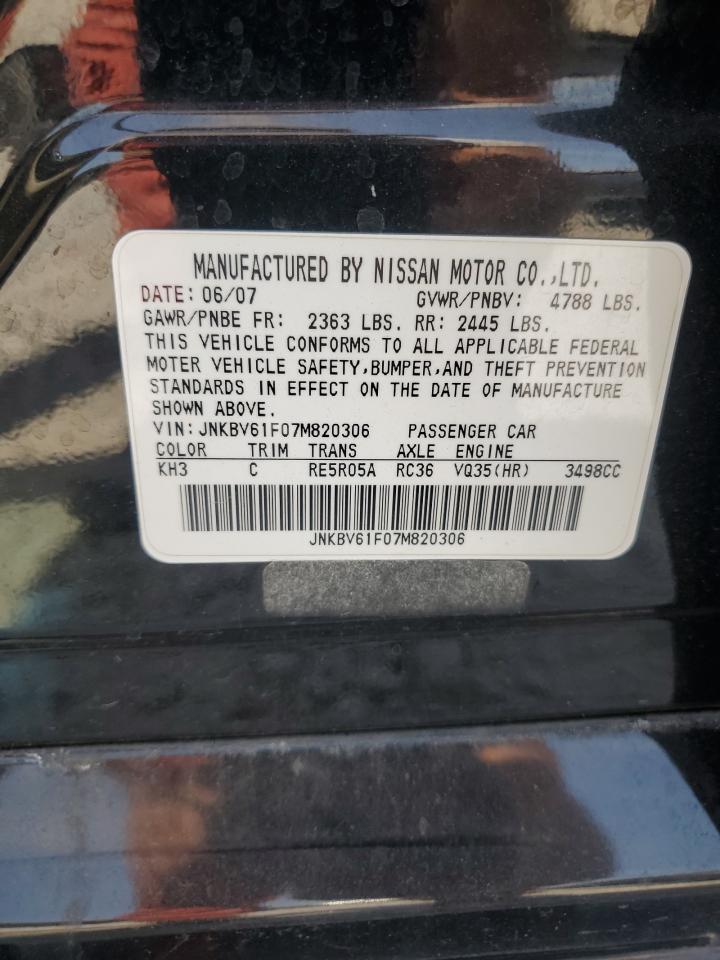 MANUFACTURED BY NISSAN MOTOR CO.,LTD.
DATE: 06/07 GVWR/PNBV: 4788 LBS.
GAWR/PNBE FR: 2363 LBS. RR: 2445 LBS.
THIS VEHICLE CONFORMS TO ALL APPLICABLE FEDERAL
MOTER VEHICLE SAFETY,BUMPER,AND THEFT PREVENTION
STANDARDS IN EFFECT ON THE DATE OF MANUFACTURE
SHOWN ABOVE.
VIN: JNKBV61F07M820306 PASSENGER CAR
COLOR TRIM TRANS AXLE ENGINE
KH3 C RE5R05A RC36 VQ35(HR) 3498CC
JNKBV61F07M820306